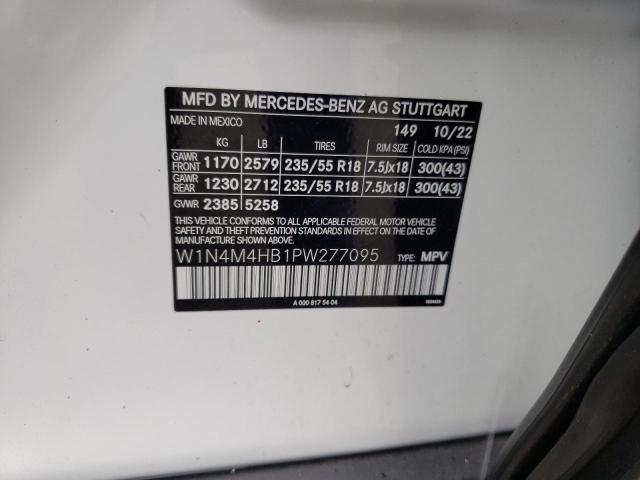 MFD BY MERCEDES-BENZ AG STUTTGART
MADE IN MEXICO 149 10/22
KG LB TIRES RIM SIZE COLD KPA(PSI)
GAWR FRONT 1170 2579 235/55 R18 7.5Jx18 300(43)
GAWR REAR 1230 2712 235/55 R18 7.5Jx18 300(43)
GVWR 2385 5258
THIS VEHICLE CONFORMS TO ALL APPLICABLE FEDERAL MOTOR VEHICLE
SAFETY AND THEFT PREVENTION STANDARDS IN EFFECT ON THE DATE
OF MANUFACTURE SHOWN ABOVE.
W1N4M4HB1PW277095 TYPE: MPV
A 000 817 54 04